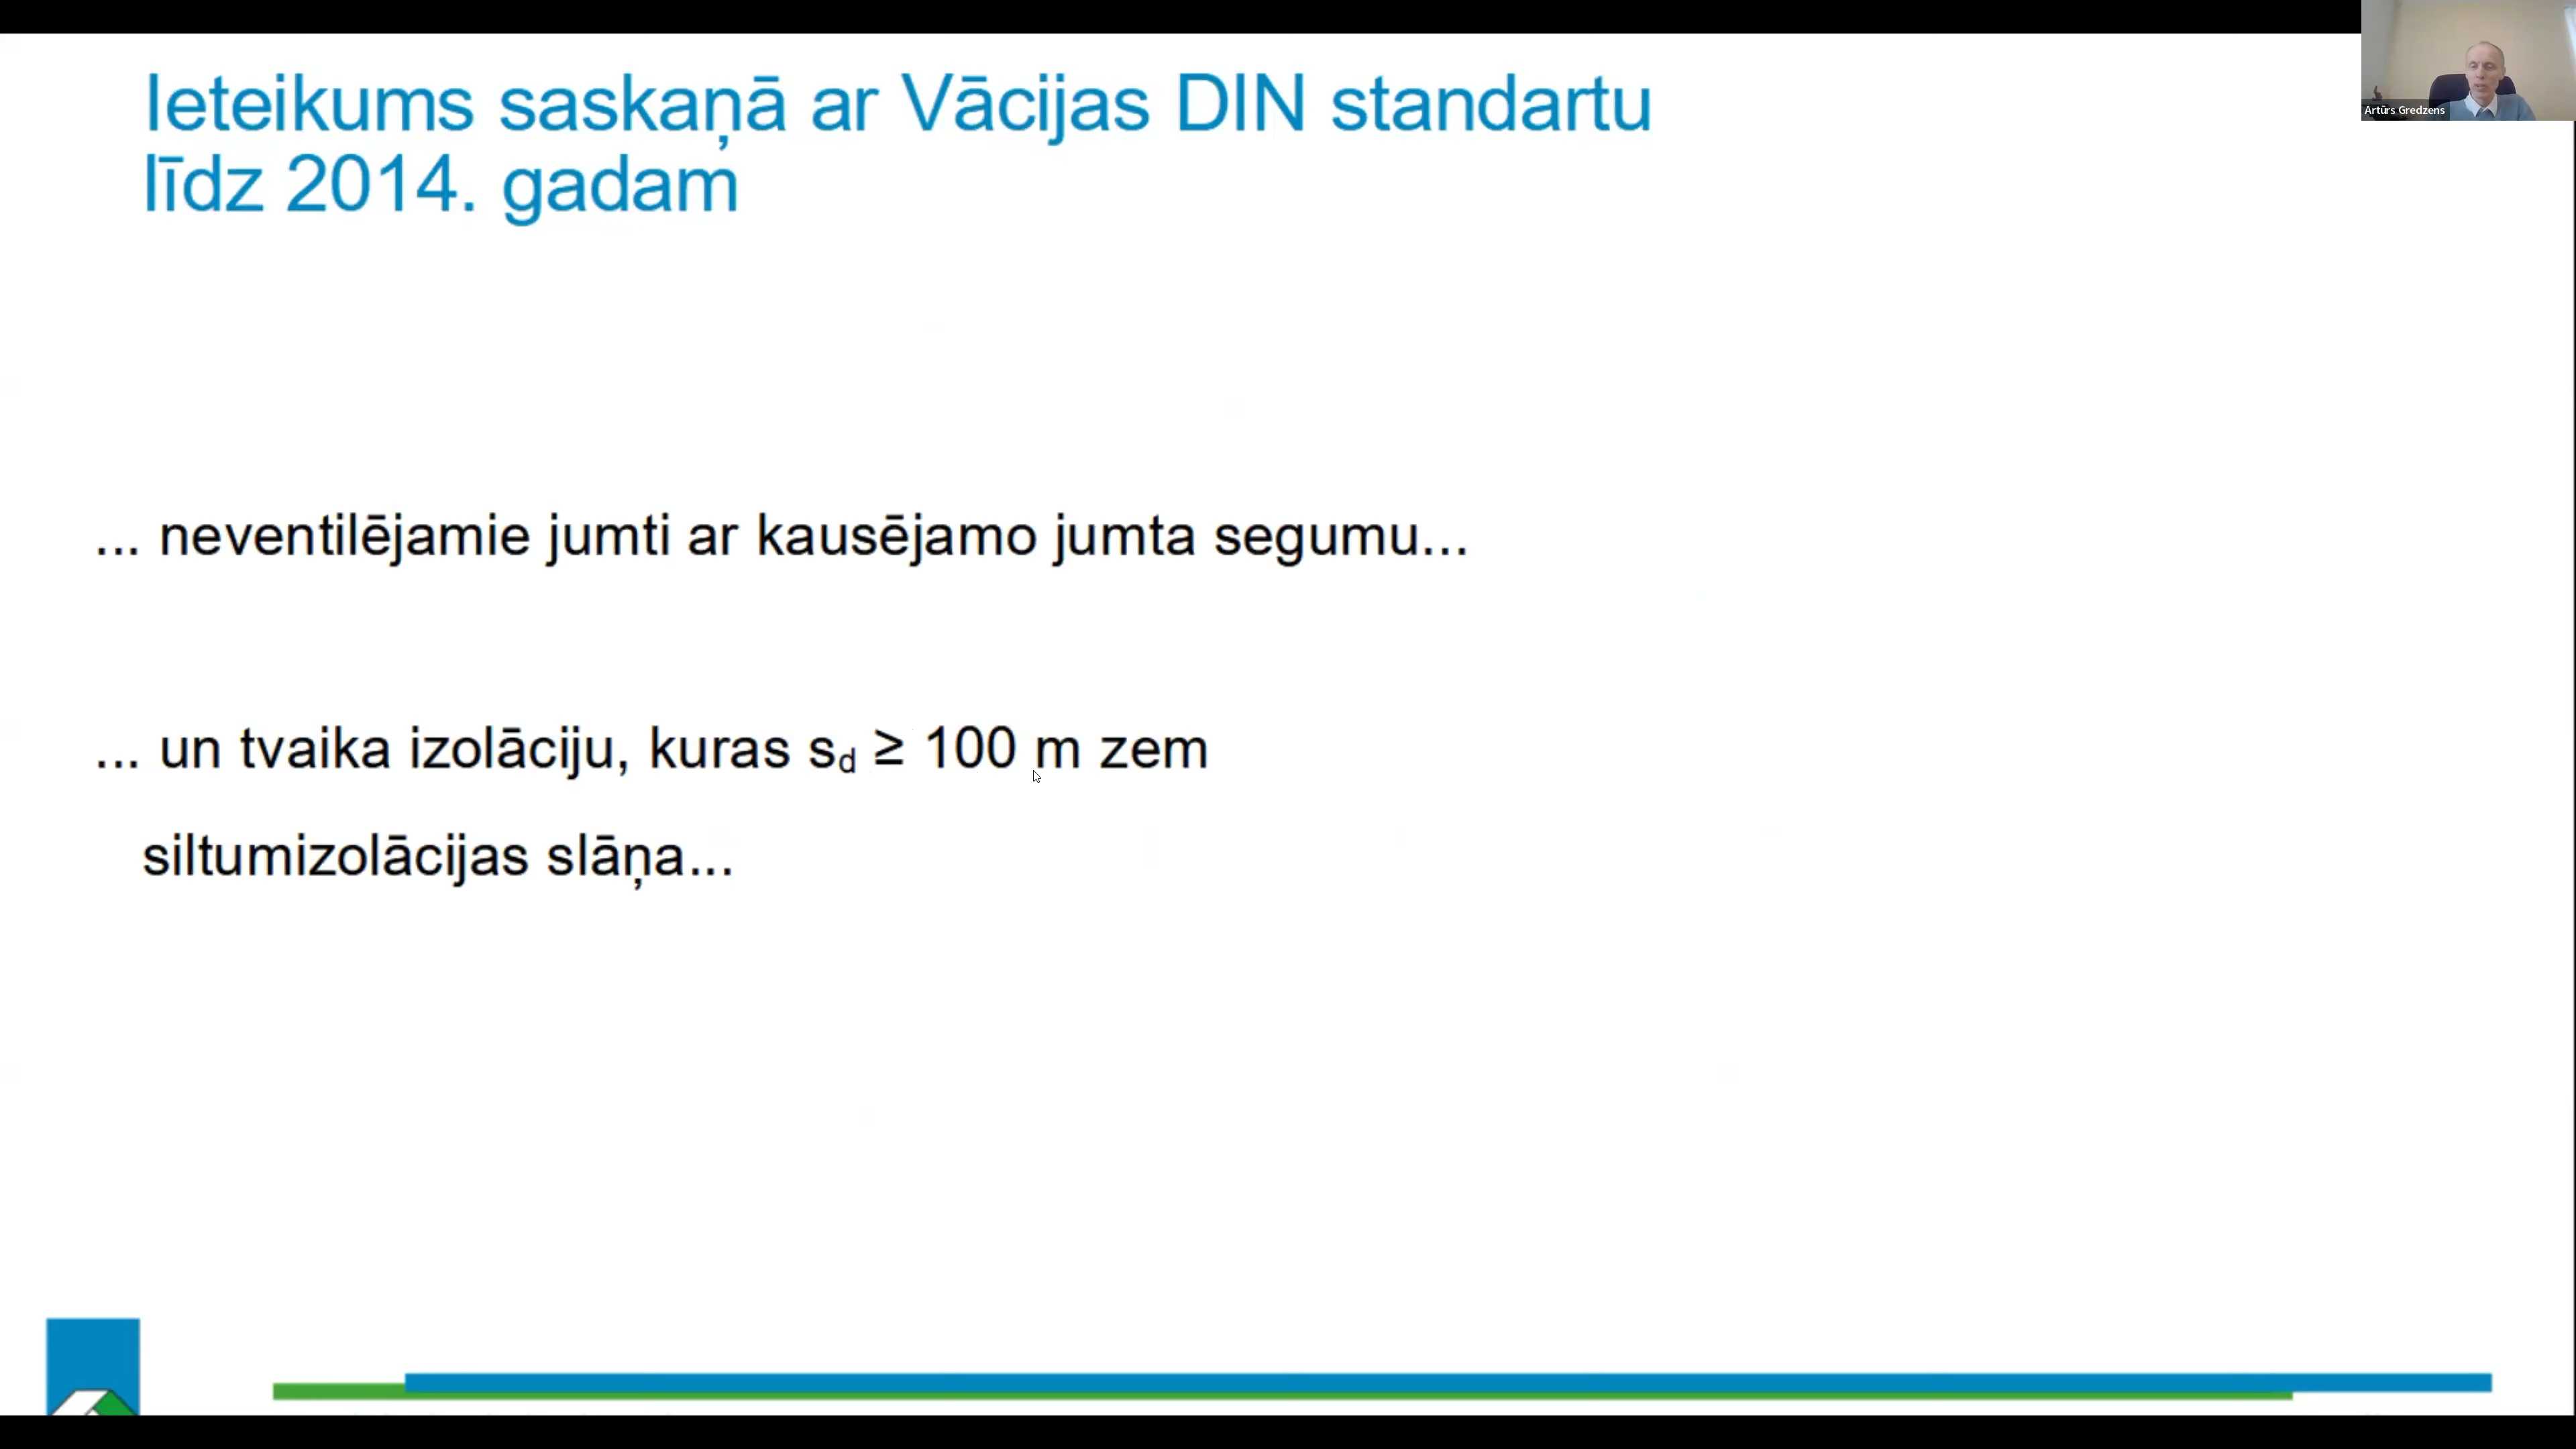 Ieteikums saskaņā ar Vācijas DIN standartu
līdz 2014. gadam
Artūrs Gredzens
... neventilējamie jumti ar kausējamo jumta segumu...
... un tvaika izolāciju, kuras sd ≥ 100 m zem
siltumizolācijas slāņa...